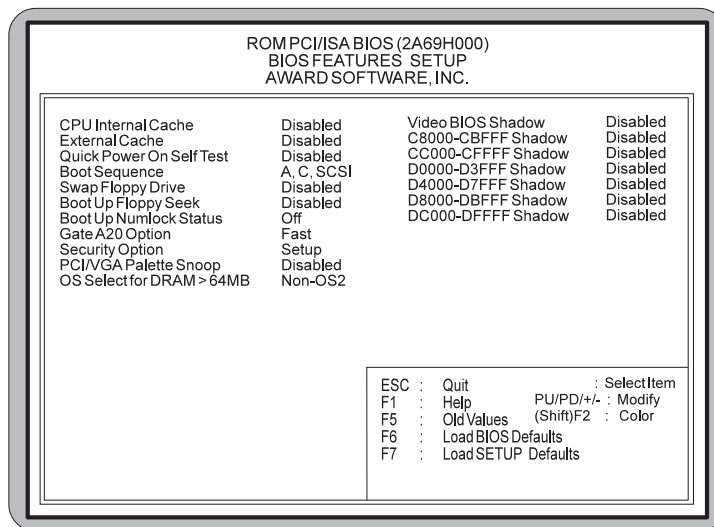 ROM PCI/ISA BIOS (2A69H000)
BIOS FEATURES SETUP
AWARD SOFTWARE, INC.
CPU Internal Cache Disabled
External Cache Disabled
Quick Power On Self Test Disabled
Boot Sequence A, C, SCSI
Swap Floppy Drive Disabled
Boot Up Floppy Seek Disabled
Boot Up Numlock Status Off
Gate A20 Option Fast
Security Option Setup
PCI/VGA Palette Snoop Disabled
OS Select for DRAM > 64MB Non-OS2
Video BIOS Shadow Disabled
C8000-CBFFF Shadow Disabled
CC000-CFFFF Shadow Disabled
D0000-D3FFF Shadow Disabled
D4000-D7FFF Shadow Disabled
D8000-DBFFF Shadow Disabled
DC000-DFFFF Shadow Disabled
ESC : Quit : Select Item
F1 : Help PU/PD/+/- : Modify
F5 : Old Values (Shift)F2 : Color
F6 : Load BIOS Defaults
F7 : Load SETUP Defaults